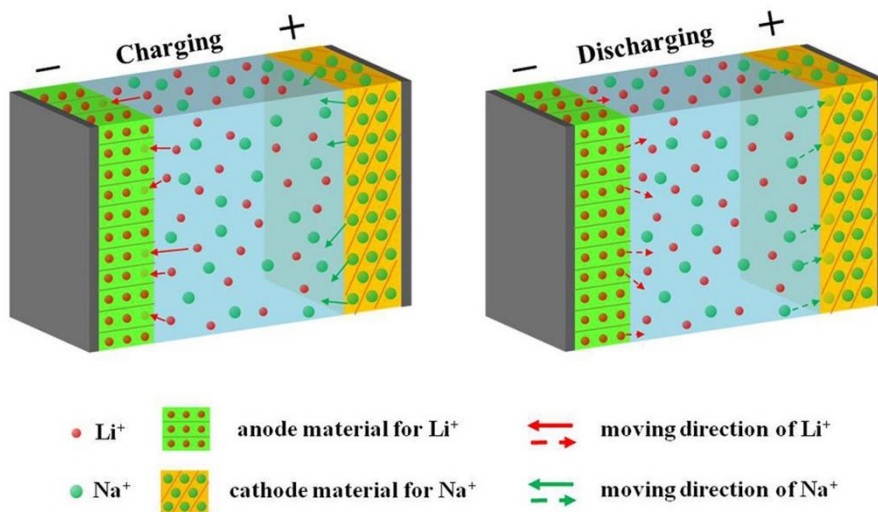 Charging
− +
Discharging
− +
Li⁺ anode material for Li⁺ moving direction of Li⁺
Na⁺ cathode material for Na⁺ moving direction of Na⁺